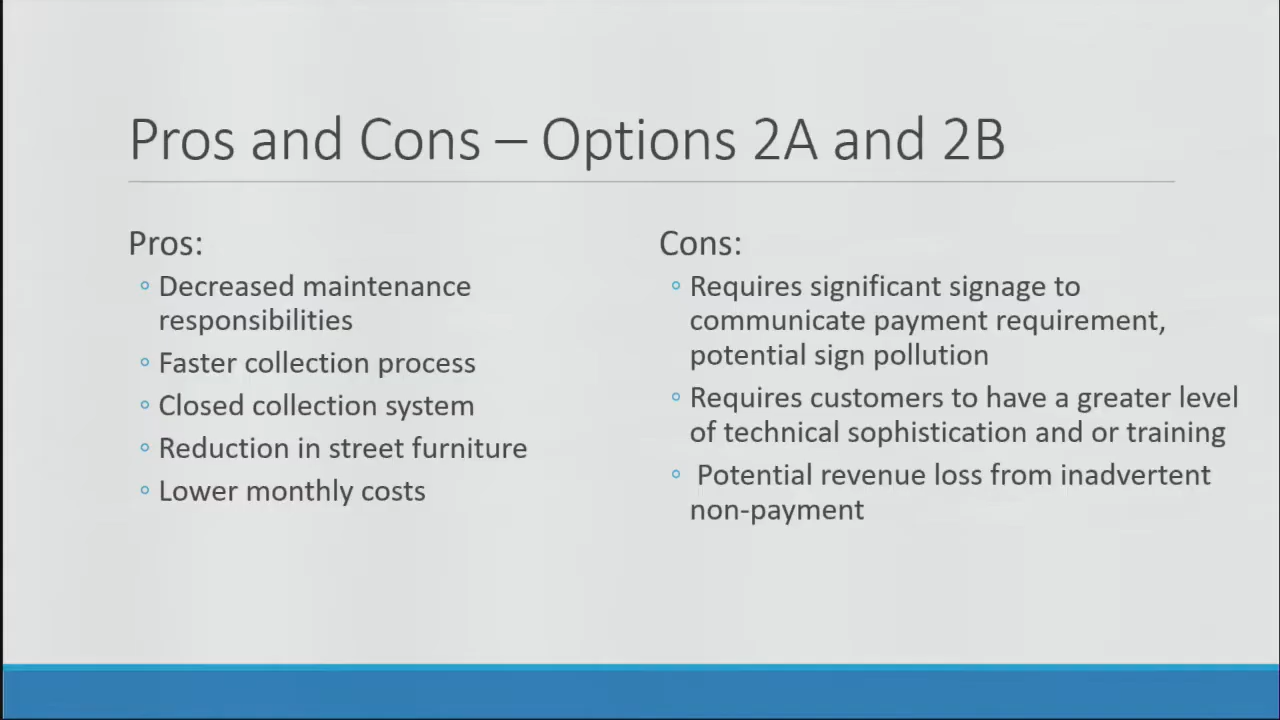 Pros and Cons – Options 2A and 2B
Pros:
◦ Decreased maintenance
responsibilities
◦ Faster collection process
◦ Closed collection system
◦ Reduction in street furniture
◦ Lower monthly costs
Cons:
◦ Requires significant signage to
communicate payment requirement,
potential sign pollution
◦ Requires customers to have a greater level
of technical sophistication and or training
◦ Potential revenue loss from inadvertent
non-payment